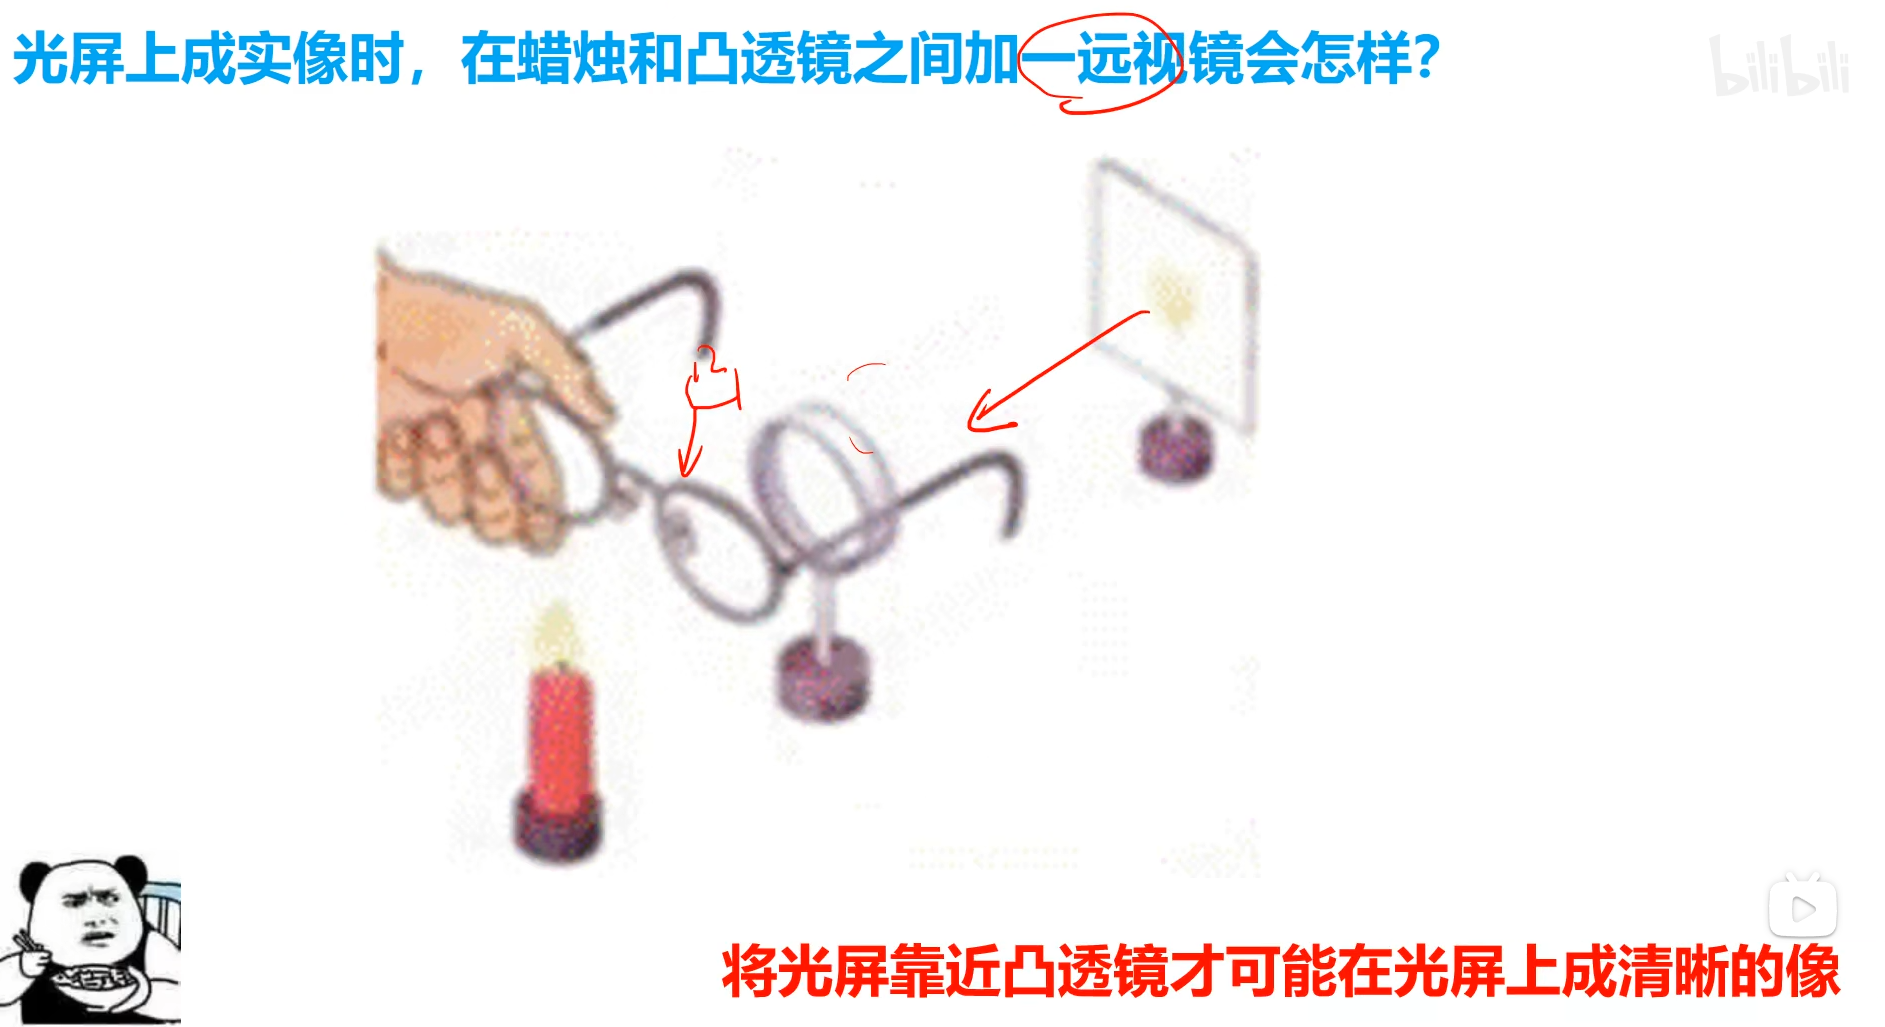 光屏上成实像时，在蜡烛和凸透镜之间加一远视镜会怎样？
bilibili
凸
将光屏靠近凸透镜才可能在光屏上成清晰的像